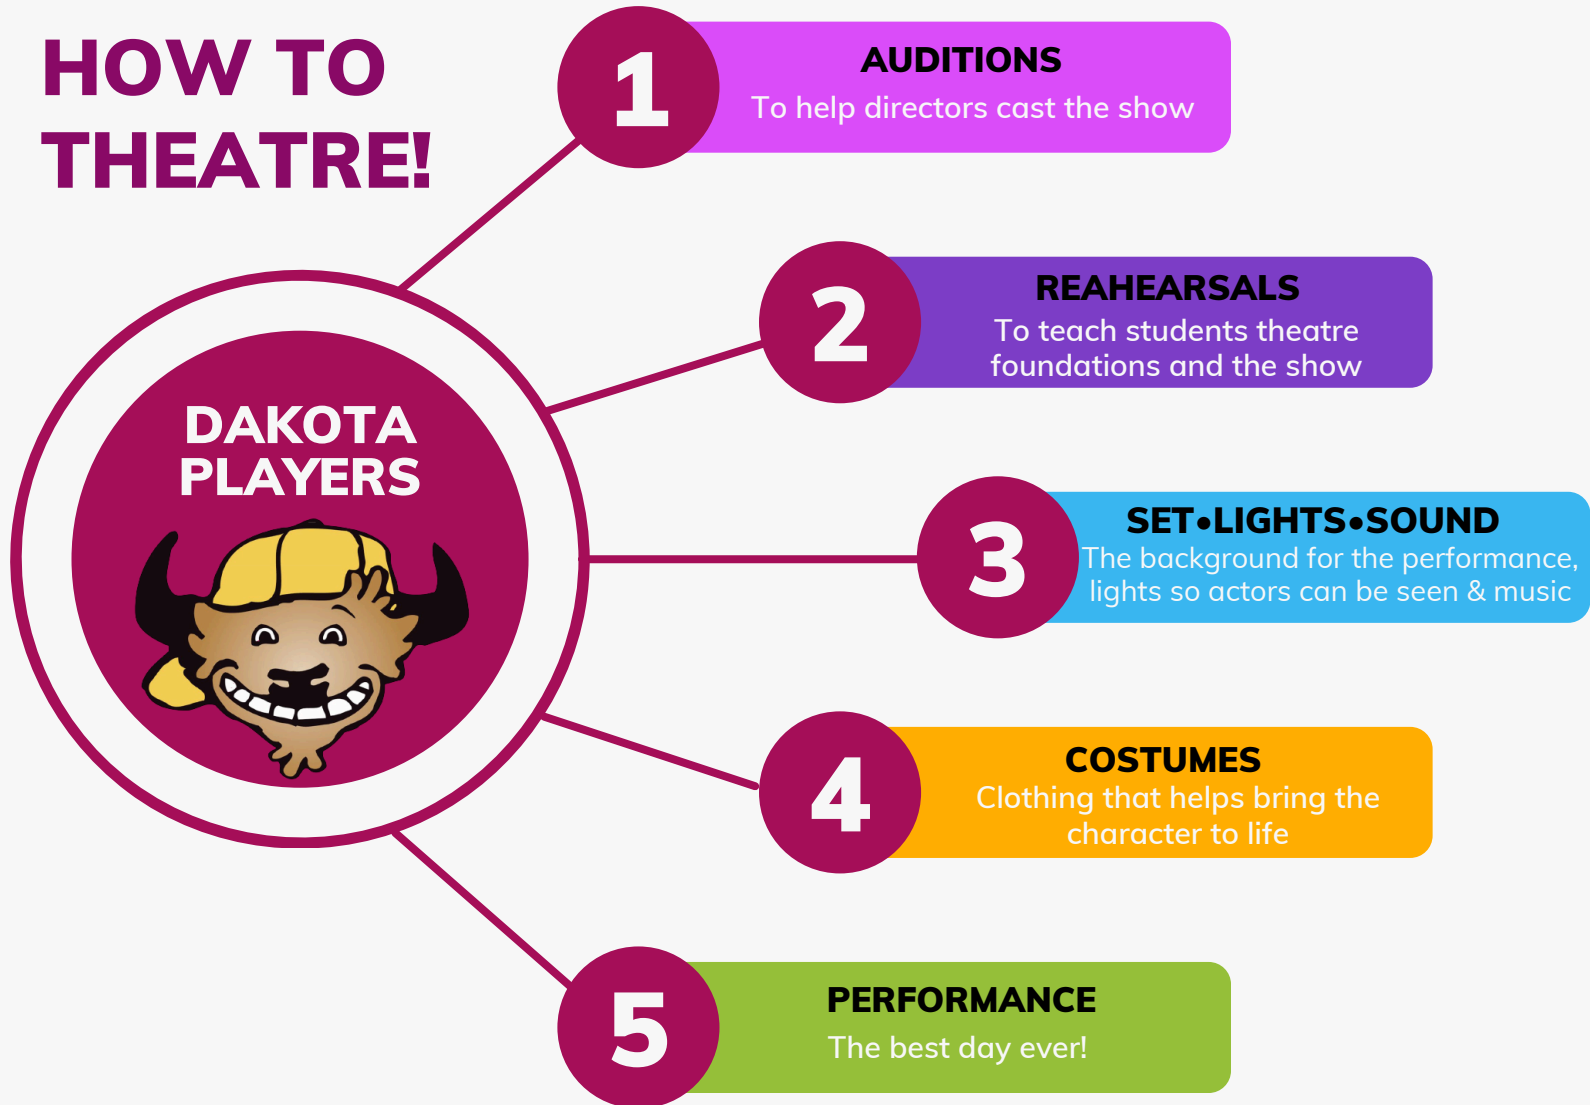 HOW TO
THEATRE!
DAKOTA
PLAYERS
1
AUDITIONS
To help directors cast the show
2
REAHEARSALS
To teach students theatre
foundations and the show
3
SET•LIGHTS•SOUND
The background for the performance,
lights so actors can be seen & music
4
COSTUMES
Clothing that helps bring the
character to life
5
PERFORMANCE
The best day ever!